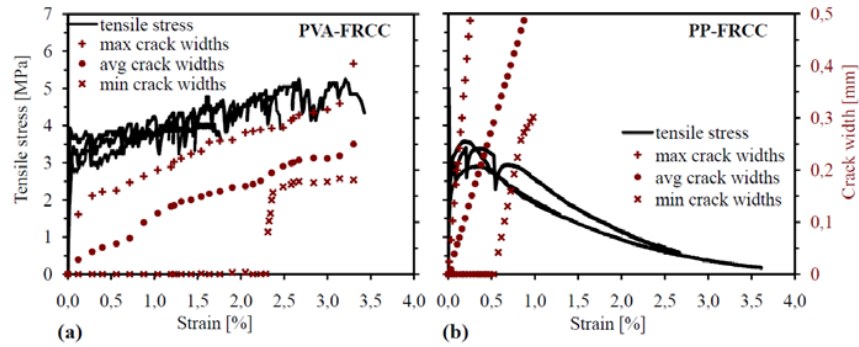 PVA-FRCC
tensile stress
max crack widths
avg crack widths
min crack widths
Tensile stress [MPa]
7
6
5
4
3
2
1
0
0,0 0,5 1,0 1,5 2,0 2,5 3,0 3,5 4,0
Strain [%]
(a)
PP-FRCC
tensile stress
max crack widths
avg crack widths
min crack widths
0,5
0,4
0,3
0,2
0,1
0
Crack width [mm]
0,0 0,5 1,0 1,5 2,0 2,5 3,0 3,5 4,0
Strain [%]
(b)